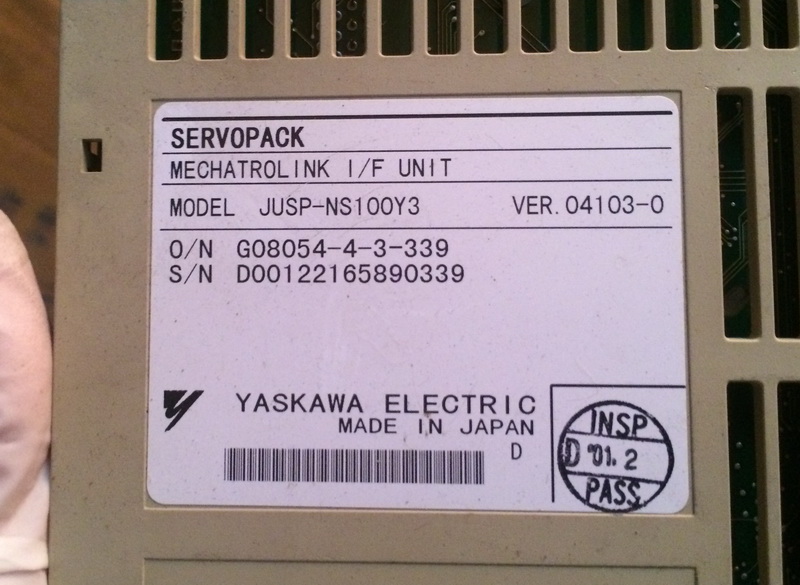 SERVOPACK
MECHATROLINK I/F UNIT
MODEL JUSP-NS100Y3 VER. 04103-0
O/N G08054-4-3-339
S/N D00122165890339
YASKAWA ELECTRIC
MADE IN JAPAN
D
INSP
D '01. 2
PASS